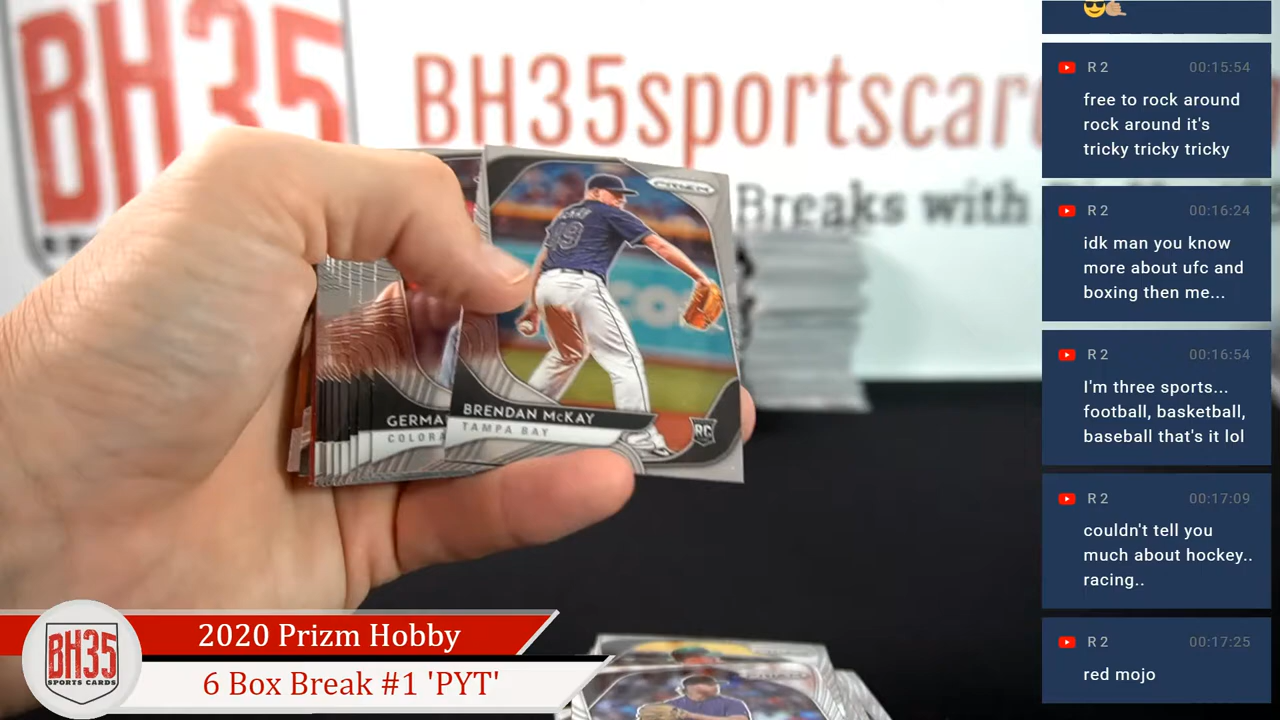 BH35
BH35sportscar
Breaks with
PRIZM
49
BRENDAN McKAY
TAMPA BAY
RC
GERMA
COLORA
2020 Prizm Hobby
6 Box Break #1 'PYT'
BH35
SPORTS CARDS
R 2 00:15:54
free to rock around
rock around it's
tricky tricky tricky
R 2 00:16:24
idk man you know
more about ufc and
boxing then me...
R 2 00:16:54
I'm three sports...
football, basketball,
baseball that's it lol
R 2 00:17:09
couldn't tell you
much about hockey..
racing..
R 2 00:17:25
red mojo